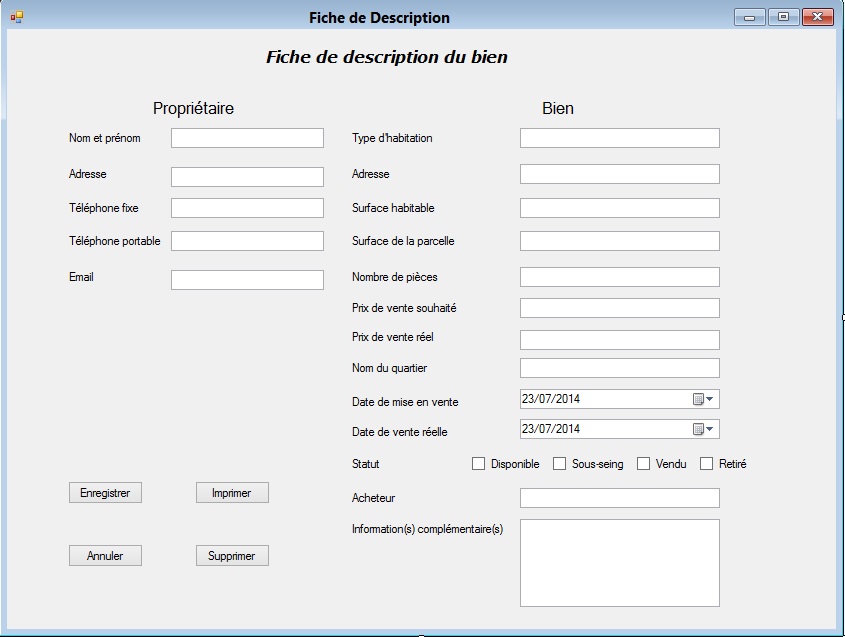 Fiche de Description
Fiche de description du bien
Propriétaire
Bien
Nom et prénom
Type d'habitation
Adresse
Adresse
Téléphone fixe
Surface habitable
Téléphone portable
Surface de la parcelle
Email
Nombre de pièces
Prix de vente souhaité
Prix de vente réel
Nom du quartier
Date de mise en vente
23/07/2014
Date de vente réelle
23/07/2014
Statut
Disponible
Sous-seing
Vendu
Retiré
Enregistrer
Imprimer
Acheteur
Information(s) complémentaire(s)
Annuler
Supprimer